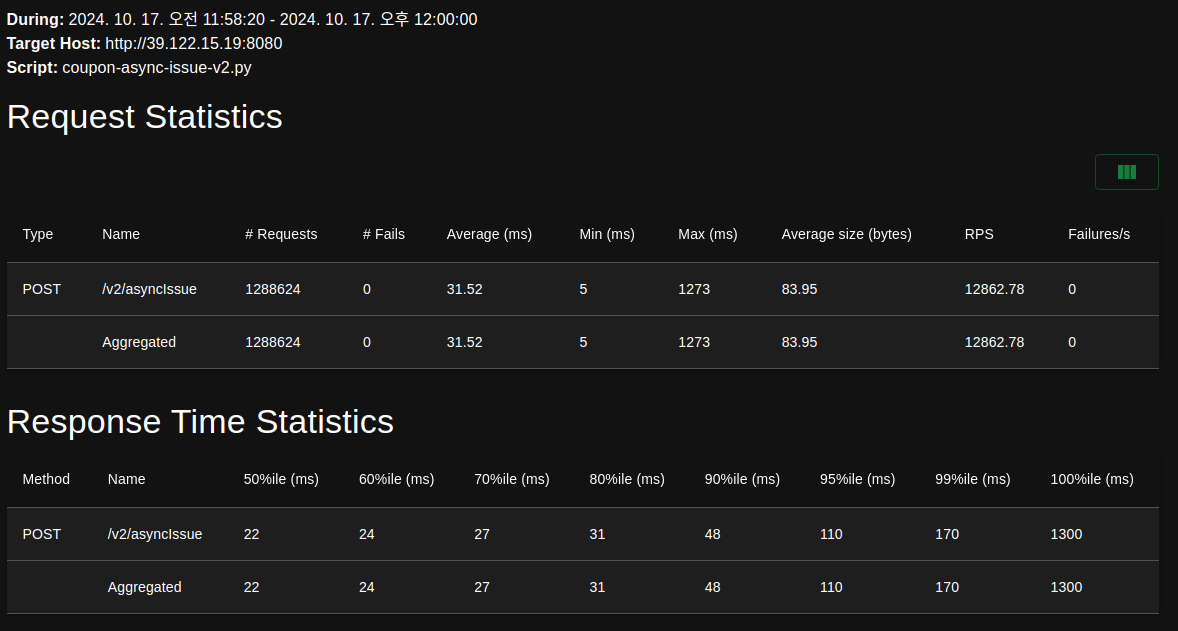 During: 2024. 10. 17. 오전 11:58:20 - 2024. 10. 17. 오후 12:00:00
Target Host: http://39.122.15.19:8080
Script: coupon-async-issue-v2.py
Request Statistics
Type Name # Requests # Fails Average (ms) Min (ms) Max (ms) Average size (bytes) RPS Failures/s
POST /v2/asyncIssue 1288624 0 31.52 5 1273 83.95 12862.78 0
Aggregated 1288624 0 31.52 5 1273 83.95 12862.78 0
Response Time Statistics
Method Name 50%ile (ms) 60%ile (ms) 70%ile (ms) 80%ile (ms) 90%ile (ms) 95%ile (ms) 99%ile (ms) 100%ile (ms)
POST /v2/asyncIssue 22 24 27 31 48 110 170 1300
Aggregated 22 24 27 31 48 110 170 1300